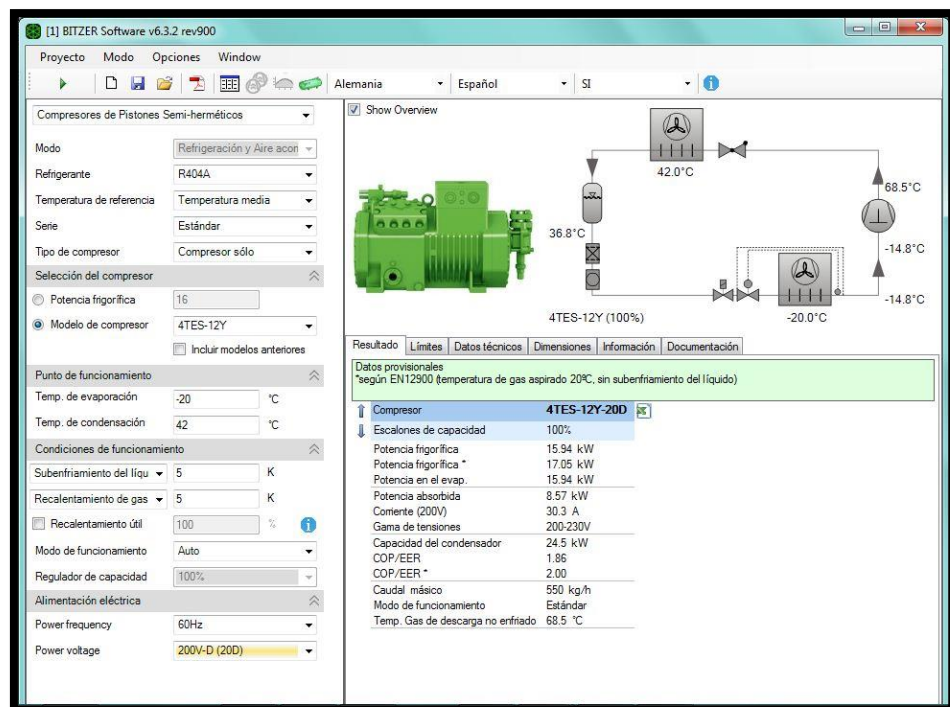 [1] BITZER Software v6.3.2 rev900
Proyecto Modo Opciones Window
Alemania Español SI
Compresores de Pistones Semi-herméticos
Modo Refrigeración y Aire acon
Refrigerante R404A
Temperatura de referencia Temperatura media
Serie Estándar
Tipo de compresor Compresor sólo
Selección del compresor
Potencia frigorífica 16
Modelo de compresor 4TES-12Y
Incluir modelos anteriores
Punto de funcionamiento
Temp. de evaporación -20 °C
Temp. de condensación 42 °C
Condiciones de funcionamiento
Subenfriamiento del líqu 5 K
Recalentamiento de gas 5 K
Recalentamiento útil 100 %
Modo de funcionamiento Auto
Regulador de capacidad 100%
Alimentación eléctrica
Power frequency 60Hz
Power voltage 200V-D (20D)
Show Overview
42.0°C
68.5°C
36.8°C
-14.8°C
-14.8°C
4TES-12Y (100%)
-20.0°C
Resultado Límites Datos técnicos Dimensiones Información Documentación
Datos provisionales
*según EN12900 (temperatura de gas aspirado 20°C, sin subenfriamiento del líquido)
Compresor 4TES-12Y-20D
Escalones de capacidad 100%
Potencia frigorífica 15.94 kW
Potencia frigorífica * 17.05 kW
Potencia en el evap. 15.94 kW
Potencia absorbida 8.57 kW
Corriente (200V) 30.3 A
Gama de tensiones 200-230V
Capacidad del condensador 24.5 kW
COP/EER 1.86
COP/EER * 2.00
Caudal másico 550 kg/h
Modo de funcionamiento Estándar
Temp. Gas de descarga no enfriado 68.5 °C